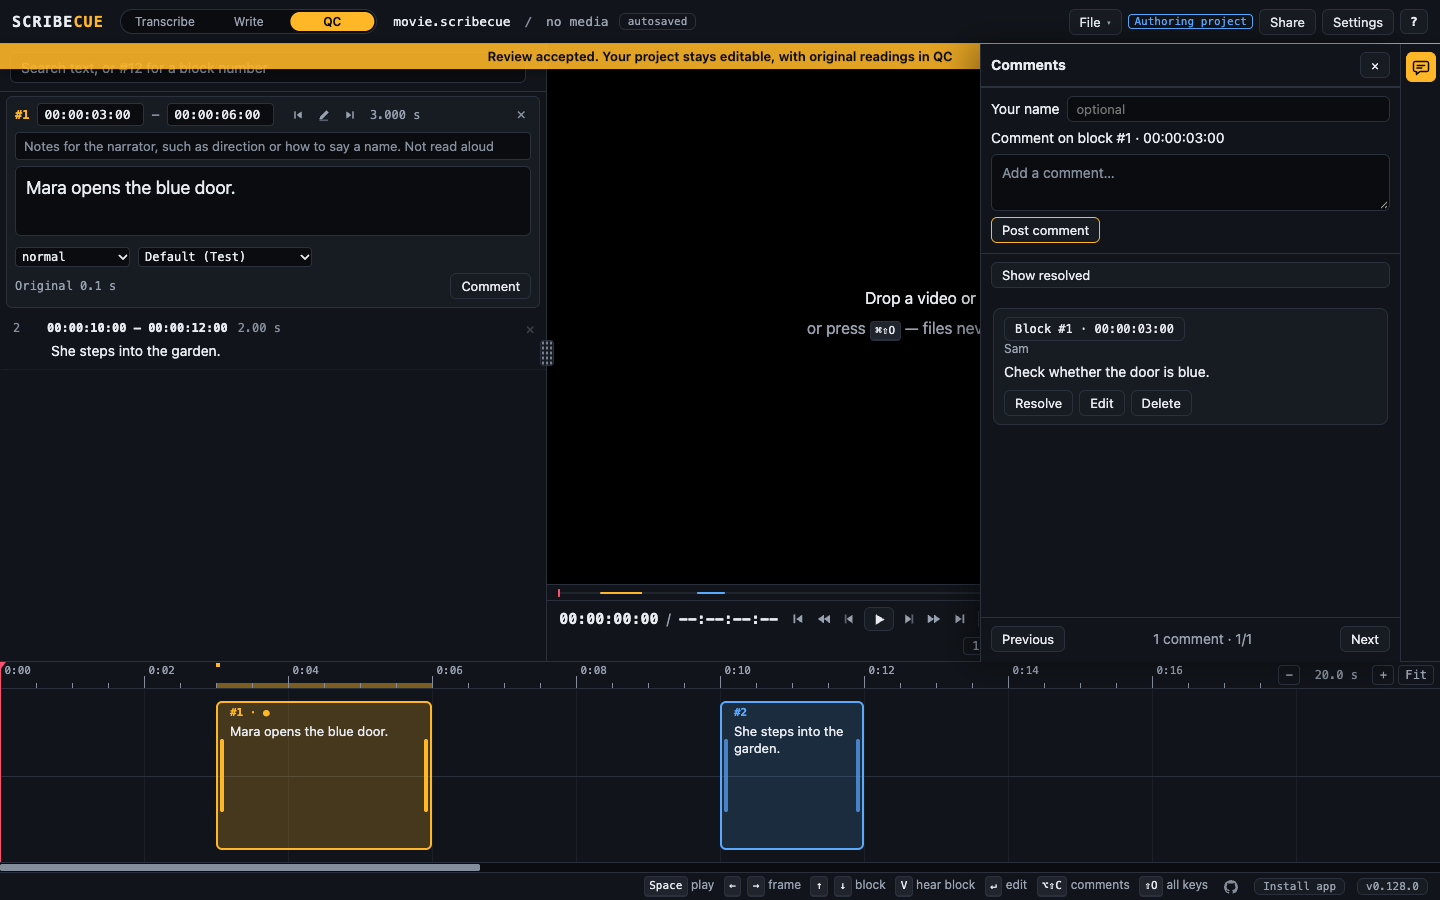 SCRIBECUE
Transcribe
Write
QC
movie.scribecue / no media
autosaved
File
Authoring project
Share
Settings
?
Review accepted. Your project stays editable, with original readings in QC
Search text, or #12 for a block number
#1 00:00:03:00 – 00:00:06:00 3.000 s ×
Notes for the narrator, such as direction or how to say a name. Not read aloud
Mara opens the blue door.
normal
Default (Test)
Original 0.1 s
Comment
2 00:00:10:00 – 00:00:12:00 2.00 s ×
She steps into the garden.
Drop a video or
or press ⌘⇧O — files nev
00:00:00:00 / --:--:--:--
1
Comments ×
Your name optional
Comment on block #1 · 00:00:03:00
Add a comment...
Post comment
Show resolved
Block #1 · 00:00:03:00
Sam
Check whether the door is blue.
Resolve
Edit
Delete
Previous
1 comment · 1/1
Next
0:00 0:02 0:04 0:06 0:08 0:10 0:12 0:14 0:16
− 20.0 s + Fit
#1 · ●
Mara opens the blue door.
#2
She steps into the
garden.
Space play ← → frame ↑ ↓ block V hear block ↵ edit ⌥⇧C comments ⇧O all keys
Install app
v0.128.0